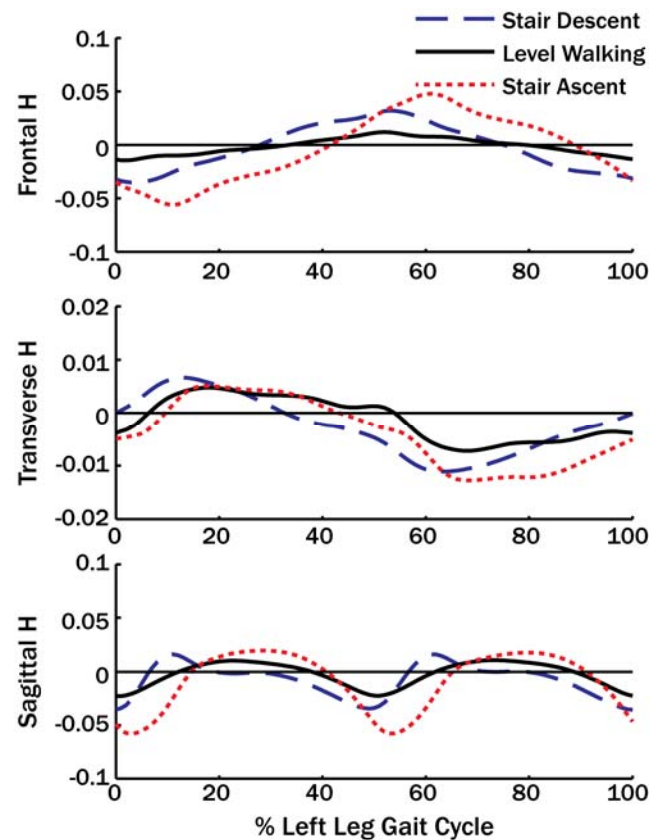 Stair Descent
Level Walking
Stair Ascent
Frontal H
0.1
0.05
0
-0.05
-0.1
0 20 40 60 80 100
Transverse H
0.02
0.01
0
-0.01
-0.02
0 20 40 60 80 100
Sagittal H
0.1
0.05
0
-0.05
-0.1
0 20 40 60 80 100
% Left Leg Gait Cycle